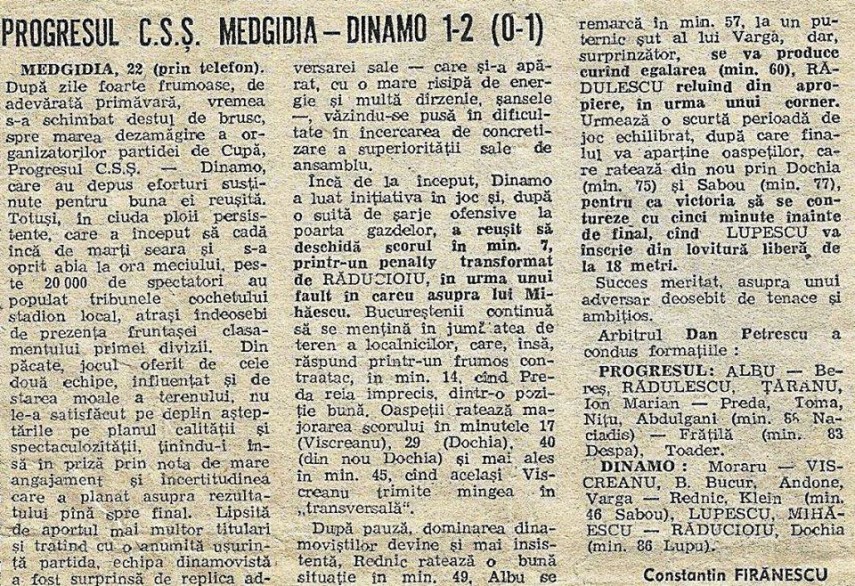 PROGRESUL C.S.Ș. MEDGIDIA — DINAMO 1-2 (0-1)
MEDGIDIA, 22 (prin telefon).
După zile foarte frumoase, de
adevărată primăvară, vremea
s-a schimbat destul de brusc,
spre marea dezamăgire a or-
ganizatorilor partidei de Cupă,
Progresul C.S.Ș. — Dinamo,
care au depus eforturi susți-
nute pentru buna ei reușită.
Totuși, în ciuda ploii persis-
tente, care a început să cadă
încă de marți seara și s-a
oprit abia la ora meciului, pes-
te 20 000 de spectatori au
populat tribunele cochetului
stadion local, atrași îndeosebi
de prezența fruntașei clasa-
mentului primei divizii. Din
păcate, jocul oferit de cele
două echipe, influențat și de
starea moale a terenului, nu
le-a satisfăcut pe deplin aștep-
tările pe planul calității și
spectaculozității, ținîndu-i în-
să în priză prin nota de mare
angajament și incertitudinea
care a planat asupra rezulta-
tului pînă spre final. Lipsită
de aportul mai multor titulari
și tratînd cu o anumită ușurin-
ță partida, echipa dinamovistă
a fost surprinsă de replica ad-
versarei sale — care și-a apă-
rat, cu o mare risipă de ener-
gie și multă dîrzenie, șansele
—, văzîndu-se pusă în dificul-
tate în încercarea de concreti-
zare a superiorității sale de
ansamblu.
Încă de la început, Dinamo
a luat inițiativa în joc și, după
o suită de șarje ofensive la
poarta gazdelor, a reușit să
deschidă scorul în min. 7,
printr-un penalty transformat
de RĂDUCIOIU, în urma unui
fault în careu asupra lui Mi-
hăescu. Bucureștenii continuă
să se mențină în jumătatea de
teren a localnicilor, care, însă,
răspund printr-un frumos con-
traatac, în min. 14, cînd Pre-
da reia imprecis, dintr-o pozi-
ție bună. Oaspeții ratează ma-
jorarea scorului în minutele 17
(Viscreanu), 29 (Dochia), 40
(din nou Dochia) și mai ales
în min. 45, cînd același Vis-
creanu trimite mingea în
„transversală“.
După pauză, dominarea dina-
moviștilor devine și mai insis-
tentă, Rednic ratează o bună
situație în min. 49, Albu se
remarcă în min. 57, la un pu-
ternic șut al lui Varga, dar,
surprinzător, se va produce
curînd egalarea (min. 60), RĂ-
DULESCU reluînd din apro-
piere, în urma unui corner.
Urmează o scurtă perioadă de
joc echilibrat, după care fina-
lul va aparține oaspeților, ca-
re ratează din nou prin Dochia
(min. 75) și Sabou (min. 77),
pentru ca victoria să se con-
tureze cu cinci minute înainte
de final, cînd LUPESCU va
înscrie din lovitură liberă, de
la 18 metri.
Succes meritat, asupra unui
adversar deosebit de tenace și
ambițios.
Arbitrul Dan Petrescu a
condus formațiile :
PROGRESUL: ALBU — Be-
reș, RĂDULESCU, ȚĂRANU,
Ion Marian — Preda, Toma,
Nițu, Abdulgani (min. 56 Na-
ciadis) — Frățilă (min. 83
Despa), Toader.
DINAMO : Moraru — VIS-
CREANU, B. Bucur, Andone,
Varga — Rednic, Klein (min.
46 Sabou), LUPESCU, MIHĂ-
ESCU — RĂDUCIOIU, Dochia
(min. 86 Lupu).
Constantin FIRĂNESCU